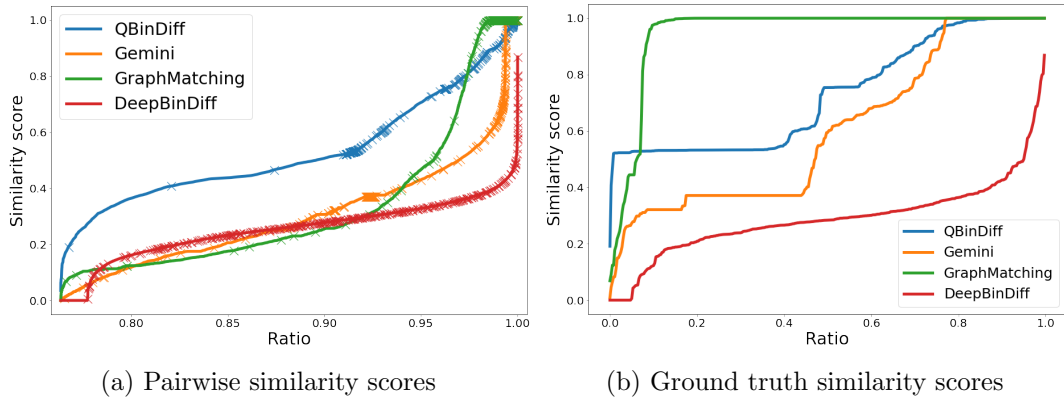 QBinDiff
Gemini
GraphMatching
DeepBinDiff
Similarity score
1.0
0.8
0.6
0.4
0.2
0.0
0.80
0.85
0.90
0.95
1.00
Ratio
(a) Pairwise similarity scores
Similarity score
1.0
0.8
0.6
0.4
0.2
0.0
QBinDiff
Gemini
GraphMatching
DeepBinDiff
0.0
0.2
0.4
0.6
0.8
1.0
Ratio
(b) Ground truth similarity scores